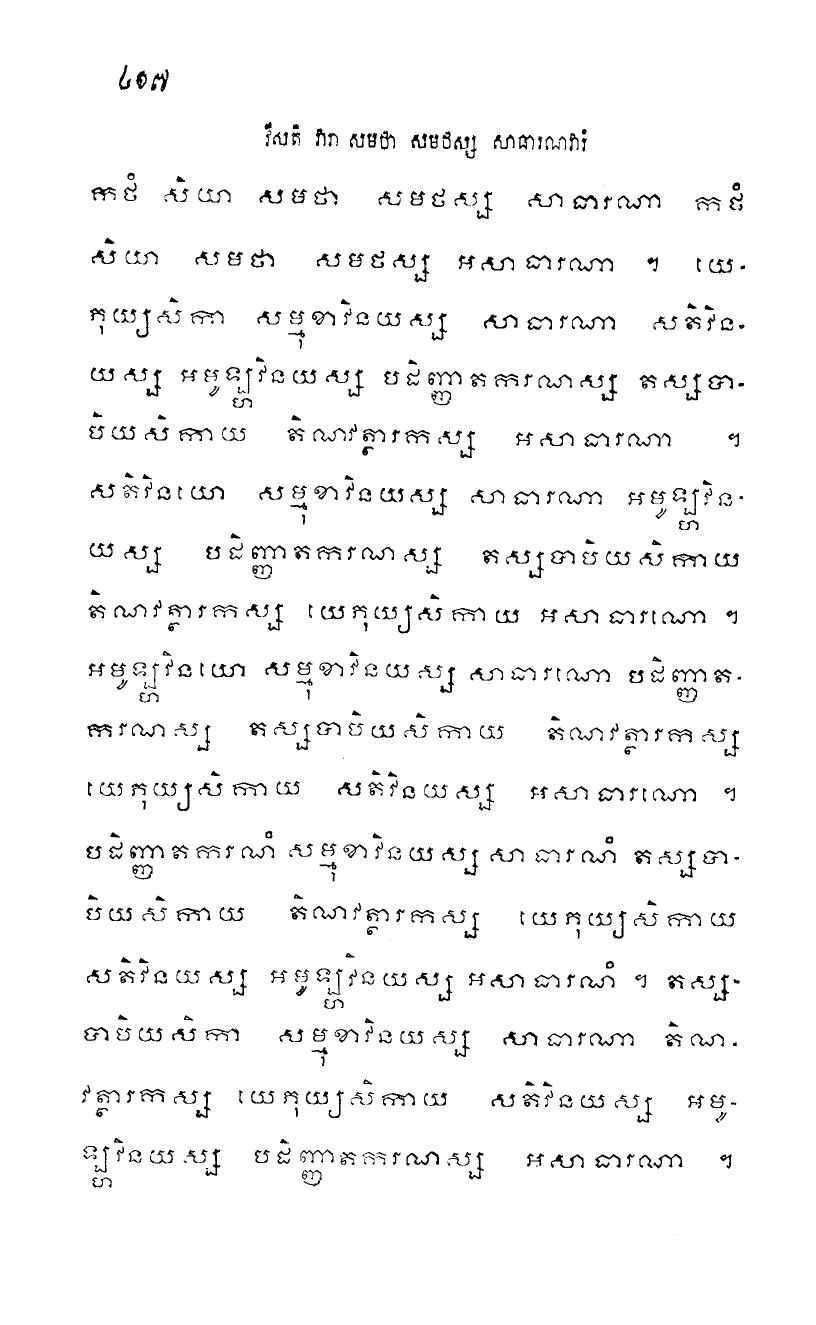 ៤០៧
វីសតិ វារា សមថា សមថស្ស សាធារណវារំ
កថំ សិយា សមថា សមថស្ស សាធារណា កថំ
សិយា សមថា សមថស្ស អសាធារណា ។ យេ-
ភុយ្យសិកា សម្មុខាវិនយស្ស សាធារណា សតិវិន-
យស្ស អមូឡ្ហវិនយស្ស បដិញ្ញាតករណស្ស តស្សបា-
បិយសិកាយ តិណវត្ថារកស្ស អសាធារណា ។
សតិវិនយោ សម្មុខាវិនយស្ស សាធារណោ អមូឡ្ហវិន-
យស្ស បដិញ្ញាតករណស្ស តស្សបាបិយសិកាយ
តិណវត្ថារកស្ស យេភុយ្យសិកាយ អសាធារណោ ។
អមូឡ្ហវិនយោ សម្មុខាវិនយស្ស សាធារណោ បដិញ្ញាត-
ករណស្ស តស្សបាបិយសិកាយ តិណវត្ថារកស្ស
យេភុយ្យសិកាយ សតិវិនយស្ស អសាធារណោ ។
បដិញ្ញាតករណំ សម្មុខាវិនយស្ស សាធារណំ តស្សបា-
បិយសិកាយ តិណវត្ថារកស្ស យេភុយ្យសិកាយ
សតិវិនយស្ស អមូឡ្ហវិនយស្ស អសាធារណំ ។ តស្ស-
បាបិយសិកា សម្មុខាវិនយស្ស សាធារណា តិណ-
វត្ថារកស្ស យេភុយ្យសិកាយ សតិវិនយស្ស អមូ-
ឡ្ហវិនយស្ស បដិញ្ញាតករណស្ស អសាធារណា ។